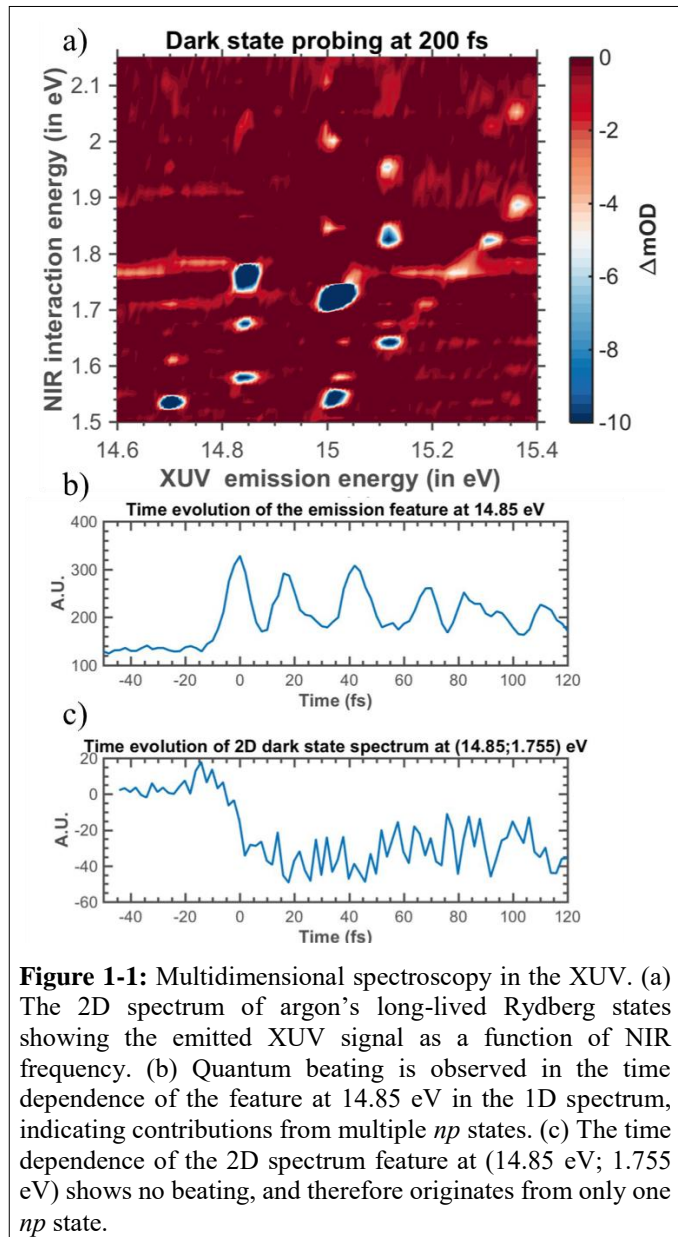 a)
Dark state probing at 200 fs
NIR interaction energy (in eV)
2.1
2
1.9
1.8
1.7
1.6
1.5
14.6
14.8
15
15.2
15.4
XUV emission energy (in eV)
0
-2
-4
-6
-8
-10
ΔmOD
b)
Time evolution of the emission feature at 14.85 eV
A.U.
400
300
200
100
-40
-20
0
20
40
60
80
100
120
Time (fs)
c)
Time evolution of 2D dark state spectrum at (14.85;1.755) eV
A.U.
20
0
-20
-40
-60
-40
-20
0
20
40
60
80
100
120
Time (fs)
Figure 1-1: Multidimensional spectroscopy in the XUV. (a)
The 2D spectrum of argon's long-lived Rydberg states
showing the emitted XUV signal as a function of NIR
frequency. (b) Quantum beating is observed in the time
dependence of the feature at 14.85 eV in the 1D spectrum,
indicating contributions from multiple np states. (c) The time
dependence of the 2D spectrum feature at (14.85 eV; 1.755
eV) shows no beating, and therefore originates from only one
np state.